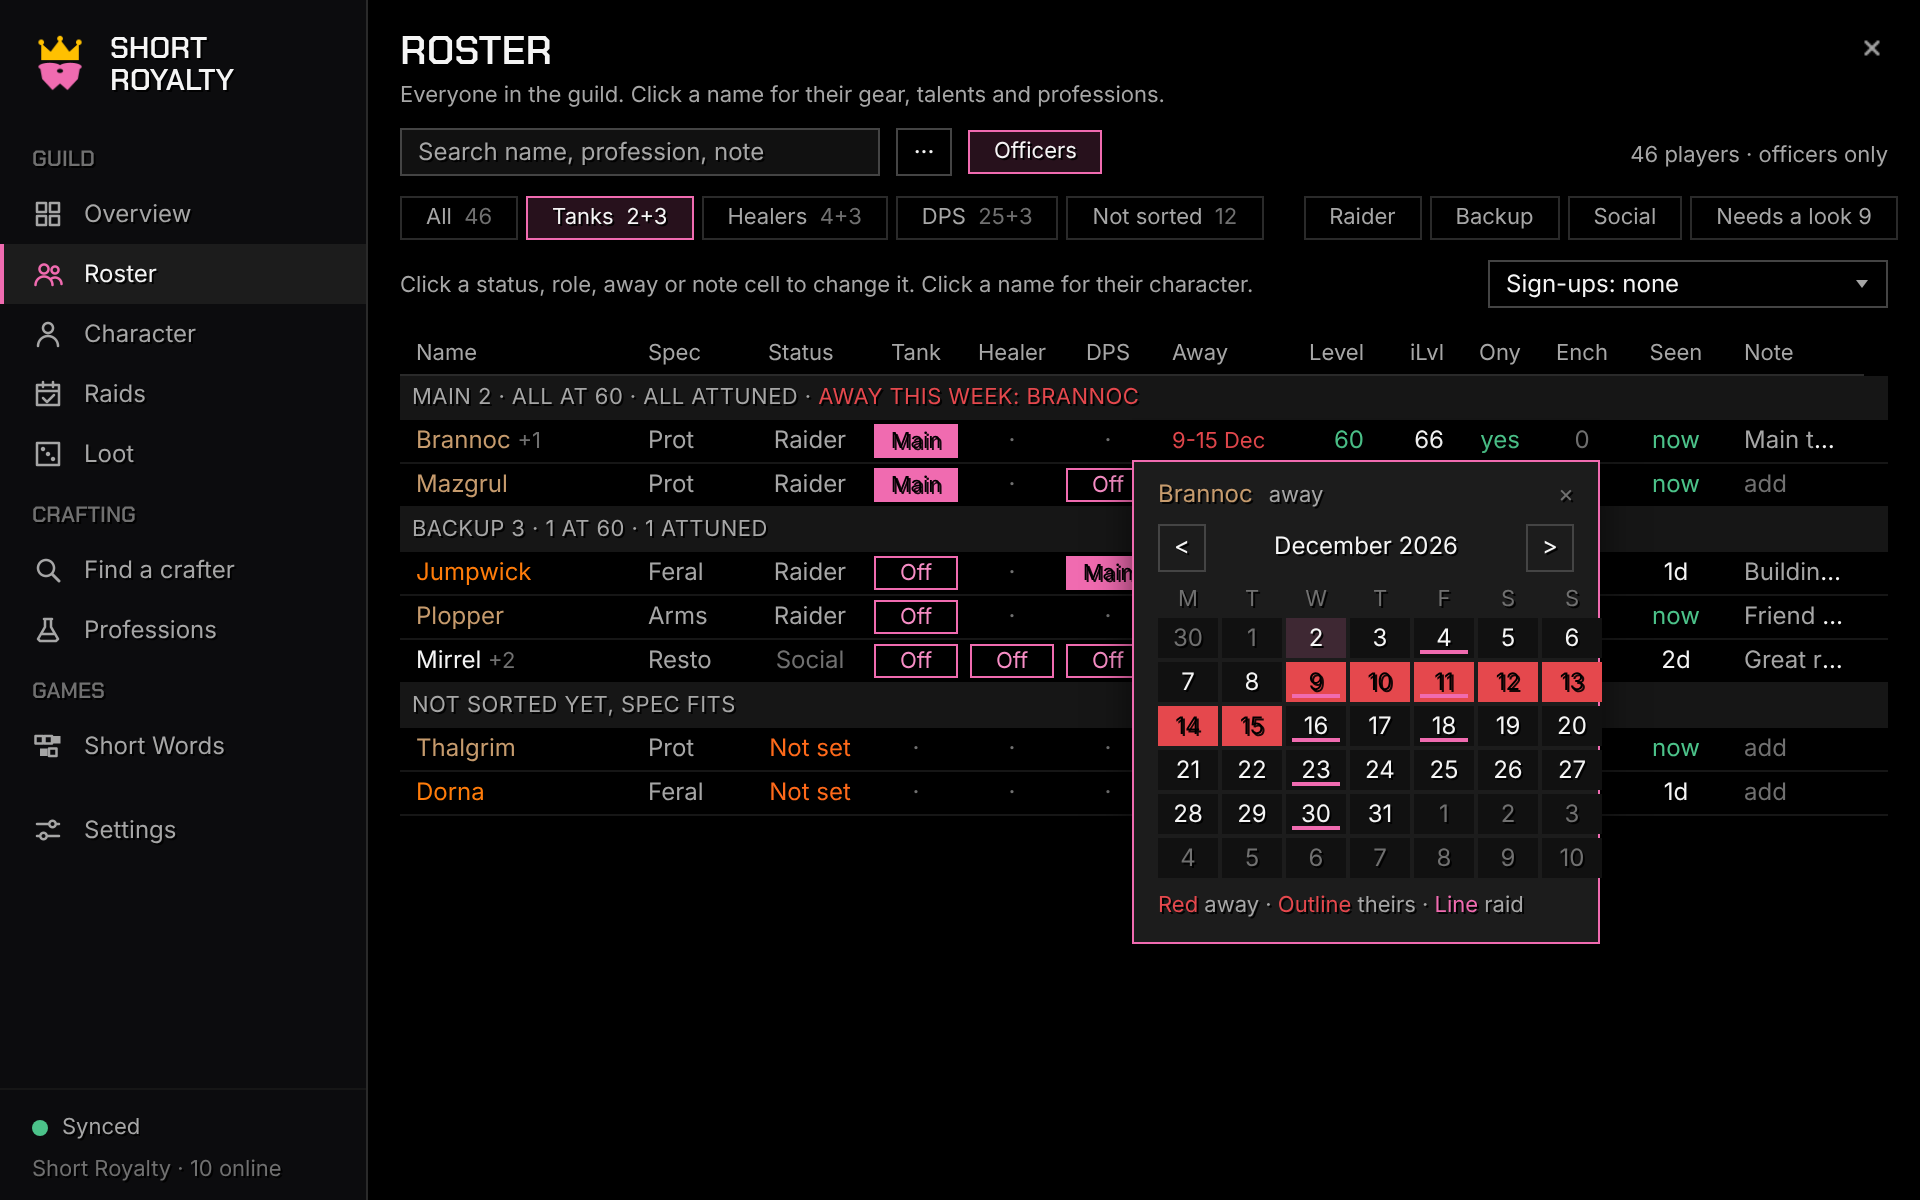 SHORT
ROYALTY
GUILD
Overview
Roster
Character
Raids
Loot
CRAFTING
Find a crafter
Professions
GAMES
Short Words
Settings
Synced
Short Royalty · 10 online
ROSTER
×
Everyone in the guild. Click a name for their gear, talents and professions.
Search name, profession, note ... Officers 46 players · officers only
All 46 Tanks 2+3 Healers 4+3 DPS 25+3 Not sorted 12 Raider Backup Social Needs a look 9
Click a status, role, away or note cell to change it. Click a name for their character. Sign-ups: none
Name Spec Status Tank Healer DPS Away Level iLvl Ony Ench Seen Note
MAIN 2 · ALL AT 60 · ALL ATTUNED · AWAY THIS WEEK: BRANNOC
Brannoc +1 Prot Raider Main · · 9-15 Dec 60 66 yes 0 now Main t...
Mazgrul Prot Raider Main · Off now add
BACKUP 3 · 1 AT 60 · 1 ATTUNED
Jumpwick Feral Raider Off · Main 1d Buildin...
Plopper Arms Raider Off · · now Friend ...
Mirrel +2 Resto Social Off Off Off 2d Great r...
NOT SORTED YET, SPEC FITS
Thalgrim Prot Not set · · · now add
Dorna Feral Not set · · · 1d add
Brannoc away ×
< December 2026 >
M T W T F S S
30 1 2 3 4 5 6
7 8 9 10 11 12 13
14 15 16 17 18 19 20
21 22 23 24 25 26 27
28 29 30 31 1 2 3
4 5 6 7 8 9 10
Red away · Outline theirs · Line raid